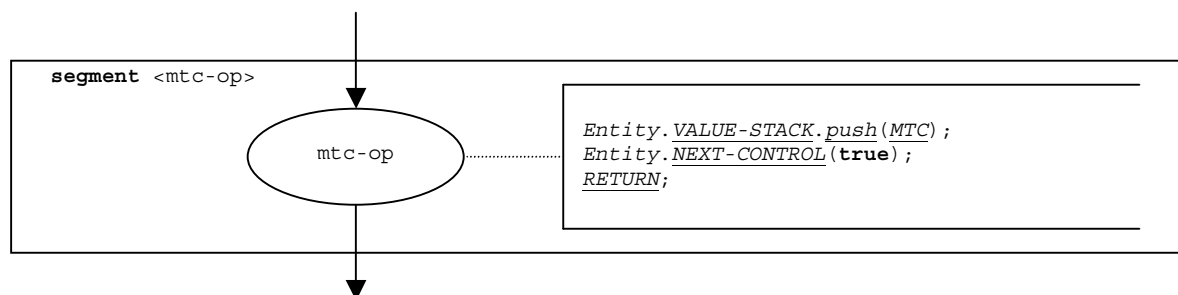 segment <mtc-op>
mtc-op
Entity.VALUE-STACK.push(MTC);
Entity.NEXT-CONTROL(true);
RETURN;